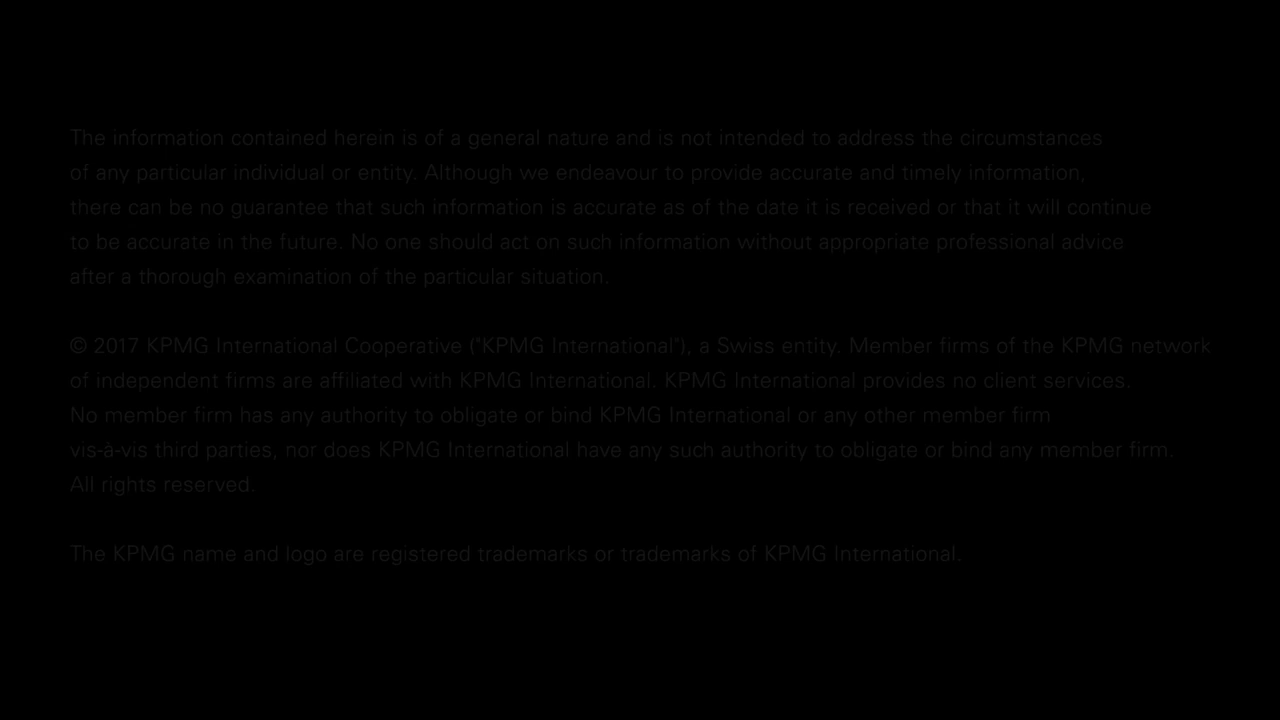 The information contained herein is of a general nature and is not intended to address the circumstances
of any particular individual or entity. Although we endeavour to provide accurate and timely information,
there can be no guarantee that such information is accurate as of the date it is received or that it will continue
to be accurate in the future. No one should act on such information without appropriate professional advice
after a thorough examination of the particular situation.
© 2017 KPMG International Cooperative ("KPMG International"), a Swiss entity. Member firms of the KPMG network
of independent firms are affiliated with KPMG International. KPMG International provides no client services.
No member firm has any authority to obligate or bind KPMG International or any other member firm
vis-à-vis third parties, nor does KPMG International have any such authority to obligate or bind any member firm.
All rights reserved.
The KPMG name and logo are registered trademarks or trademarks of KPMG International.